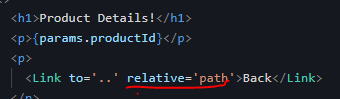 <h1>Product Details!</h1>
<p>{params.productId}</p>
<p>
<Link to='..' relative='path'>Back</Link>
</p>